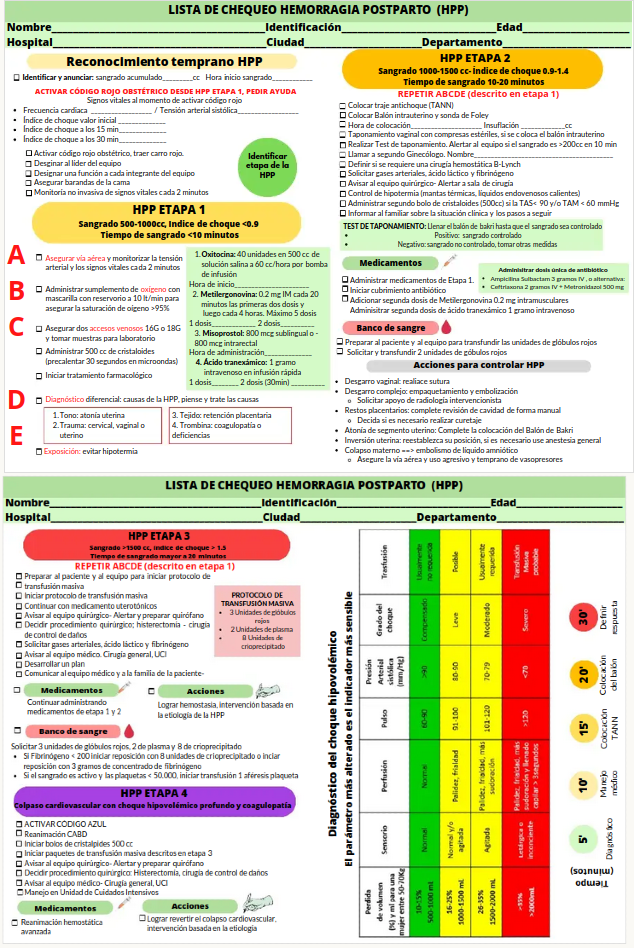 LISTA DE CHEQUEO HEMORRAGIA POSTPARTO (HPP)
Nombre Identificación Edad
Hospital Ciudad Departamento
Reconocimiento temprano HPP
Identificar y anunciar: sangrado acumulado_________cc Hora inicio sangrado____________
ACTIVAR CÓDIGO ROJO OBSTÉTRICO DESDE HPP ETAPA 1, PEDIR AYUDA
Signos vitales al momento de activar código rojo
Frecuencia cardiaca _______________ / Tensión arterial sistólica_______________
Índice de choque valor inicial ____________
Índice de choque a los 15 min____________
Índice de choque a los 30 min____________
Activar código rojo obstétrico, traer carro rojo.
Desginar al líder del equipo
Designar una función a cada integrante del equipo
Asegurar barandas de la cama
Monitoría no invasiva de signos vitales cada 2 minutos
Identificar
etapa de la
HPP
HPP ETAPA 1
Sangrado 500-1000cc, Indice de choque <0.9
Tiempo de sangrado <10 minutos
A
Asegurar vía aérea y monitorizar la tensión
arterial y los signos vitales cada 2 minutos
B
Administrar sumplemento de oxígeno con
mascarilla con reservorio a 10 lt/min para
asegurar la saturación de oígeno >95%
C
Asegurar dos accesos venosos 16G o 18G
y tomar muestras para laboratorio
Administrar 500 cc de cristaloides
(precalentar 30 segundos en microondas)
Iniciar tratamiento farmacológico
1. Oxitocina: 40 unidades en 500 cc de
solución salina a 60 cc/hora por bomba
de infusión
Hora de inicio____________________
2. Metilergonovina: 0.2 mg IM cada 20
minutos las primeras dos dosis y
luego cada 4 horas. Máximo 5 dosis
1 dosis__________ 2 dosis__________
3. Misoprostol: 800 mcg sublingual o -
800 mcg intrarectal
Hora de administración___________
4. Ácido tranexámico: 1 gramo
intravenoso en infusión rápida
1 dosis________ 2 dosis (30min) __________
D
Diagnóstico diferencial: causas de la HPP, piense y trate las causas
1. Tono: atonía uterina
2. Trauma: cervical, vaginal o
uterino
3. Tejido: retención placentaria
4. Trombina: coagulopatía o
deficiencias
E
Exposición: evitar hipotermia
HPP ETAPA 2
Sangrado 1000-1500 cc- índice de choque 0.9-1.4
Tiempo de sangrado 10-20 minutos
REPETIR ABCDE (descrito en etapa 1)
Colocar traje antichoque (TANN)
Colocar Balón intrauterino y sonda de Foley
Hora de colocación________________ Insuflación __________cc
Taponamiento vaginal con compresas estériles, si se coloca el balón intrauterino
Realizar Test de taponamiento. Alertar al equipo si el sangrado es >200cc en 10 min
Llamar a segundo Ginecólogo. Nombre_________________________
Definir si se requiere una cirugía hemostática B-Lynch
Solicitar gases arteriales, ácido láctico y fibrinógeno
Avisar al equipo quirúrgico- Alertar a sala de cirugía
Control de hipotermia (mantas térmicas, líquidos endovenosos calientes)
Administrar segundo bolo de cristaloides (500cc) si la TAS< 90 y/o TAM < 60 mmHg
Informar al familiar sobre la situación clínica y los pasos a seguir
TEST DE TAPONAMIENTO: Llenar el balón de bakri hasta que el sangrado sea controlado
Positivo: sangrado controlado
Negativo: sangrado no controlado, tomar otras medidas
Medicamentos
Administrar medicamentos de Etapa 1.
Iniciar cubrimiento antibiótico
Adicionar segunda dosis de Metilergonovina 0.2 mg intramusculares
Administrar segunda dosis de ácido tranexámico 1 gramo intravenoso
Administrar dosis única de antibiótico
Ampicilina Sulbactam 3 gramos IV, o alternativa:
Ceftriaxona 2 gramos IV + Metronidazol 500 mg
Banco de sangre
Preparar al paciente y al equipo para transfundir las unidades de glóbulos rojos
Solicitar y transfundir 2 unidades de glóbulos rojos
Acciones para controlar HPP
Desgarro vaginal: realiace sutura
Desgarro complejo: empaquetamiento y embolización
Solicitar apoyo de radiología intervencionista
Restos placentarios: complete revisión de cavidad de forma manual
Decida si es necesario realizar curetaje
Atonía de segmento uterino: Complete la colocación del Balón de Bakri
Inversión uterina: reestablezca su posición, si es necesario use anestesia general
Colapso materno ==> embolismo de líquido amniótico
Asegure la vía aérea y uso agresivo y temprano de vasopresores
LISTA DE CHEQUEO HEMORRAGIA POSTPARTO (HPP)
Nombre Identificación Edad
Hospital Ciudad Departamento
HPP ETAPA 3
Sangrado >1500 cc, índice de choque > 1.5
Tiempo de sangrado mayor a 20 minutos
REPETIR ABCDE (descrito en etapa 1)
Preparar al paciente y al equipo para iniciar protocolo de
transfusión masiva
Iniciar protocolo de transfusión masiva
Continuar con medicamento uterotónicos
Avisar al equipo quirúrgico- Alertar y preparar quirófano
Decidir procedimiento quirúgico; histerectomía - cirugía
de control de daños
Solicitar gases arteriales, ácido láctico y fibrinógeno
Avisar al equipo médico. Cirugía general, UCI
Desarrollar un plan
Comunicar al equipo médico y a la familia de la paciente-
PROTOCOLO DE
TRANSFUSIÓN MASIVA
3 Unidades de glóbulos
rojos
2 Unidades de plasma
8 Unidades de
crioprecipitado
Medicamentos
Continuar administrando
medicamentos de etapa 1 y 2
Acciones
Lograr hemostasia, intervención basada en
la etiología de la HPP
Banco de sangre
Solicitar 3 unidades de glóbulos rojos, 2 de plasma y 8 de crioprecipitado
Si Fibrinógeno < 200 iniciar reposición con 8 unidades de crioprecipitado o iniciar
reposición con 3 gramos de concentrado de fibrinógeno
Si el sangrado es activo y las plaquetas < 50,000, iniciar transfusión 1 aféresis plaqueta
HPP ETAPA 4
Colpaso cardiovascular con choque hipovolémico profundo y coagulopatía
ACTIVAR CÓDIGO AZUL
Reanimación CABD
Iniciar bolos de cristalpides 500 cc
Iniciar paquetes de transfusión masiva descritos en etapa 3
Avisar al equipo quirúrgico- Alertar y preparar quirófano
Decidir procedimiento quirúgico: Histerectomía, cirugía de control de daños
Avisar al equipo médico- Cirugía general, UCI
Manejo en Unidad de Cuidados Intensivos
Medicamentos
Reanimación hemostática
avanzada
Acciones
Lograr revertir el colapso cardiovascular,
intervención basada en la etiología
Diagnóstico del choque hipovolémico
El parámetro más alterado es el indicador más sensible
Perdida de volumen (%) y ml para una mujer entre 50-70Kg
Sensorio
Perfusión
Pulso
Presión Arterial sistólica (mm/Hg)
Grado del choque
Trasfusión
10-15% 500-1000 ml
Normal
Normal
60-90
>90
Compensado
Usualmente no requerida
16-25% 1000-1500 ml
Normal y/o agitada
Palidez, frialdad
91-100
80-90
Leve
Posible
26-35% 1500-2000 ml
Agitada
Palidez, frialdad, más sudoración
101-120
70-79
Moderado
Usualmente requerida
>35% >2000ml
Letárgica o inconciente
Palidez, frialdad, más sudoración y llenado capilar > 3segundos
>120
<70
Severo
Transfusión Masiva probable
Tiempo (minutos)
5' Diagnóstico
10' Manejo médico
15' Colocación TANN
20' Colocación del balón
30' Definir respuesta